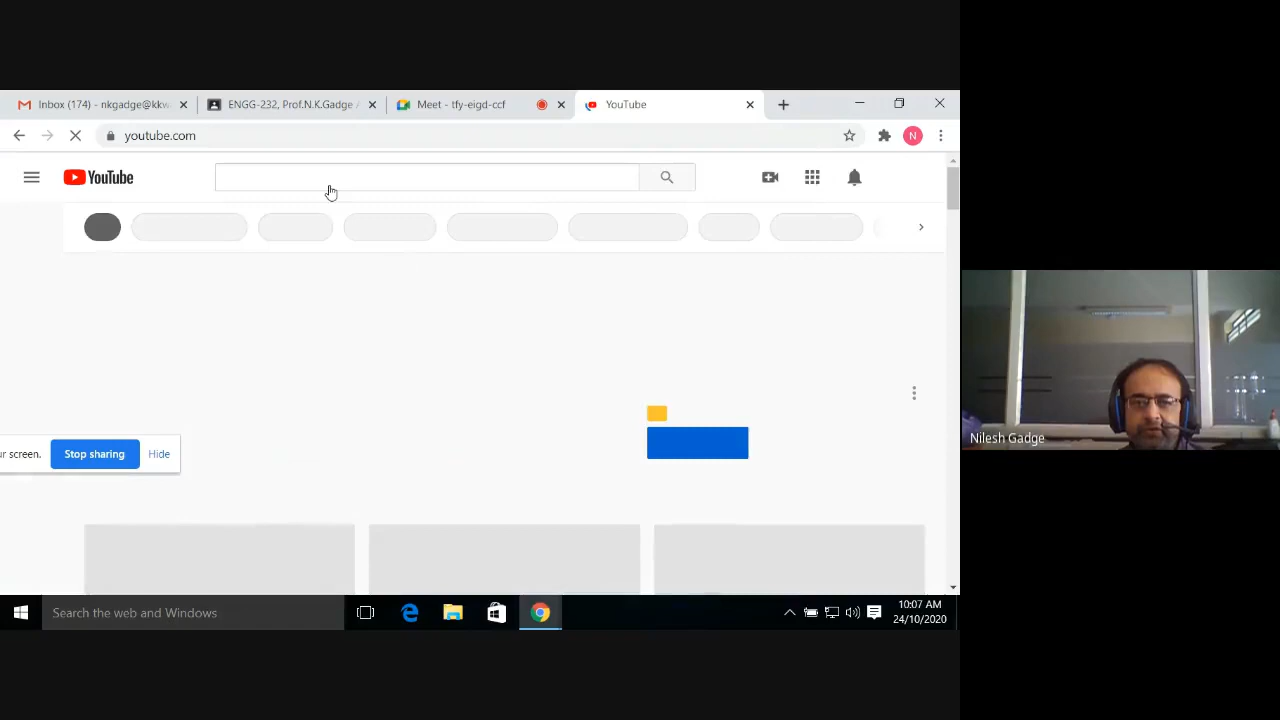 Inbox (174) - nkgadge@kkw
ENGG-232, Prof.N.K.Gadge
Meet - tfy-eigd-ccf
YouTube
youtube.com
N
YouTube
ur screen.
Stop sharing
Hide
Nilesh Gadge
Search the web and Windows
10:07 AM
24/10/2020